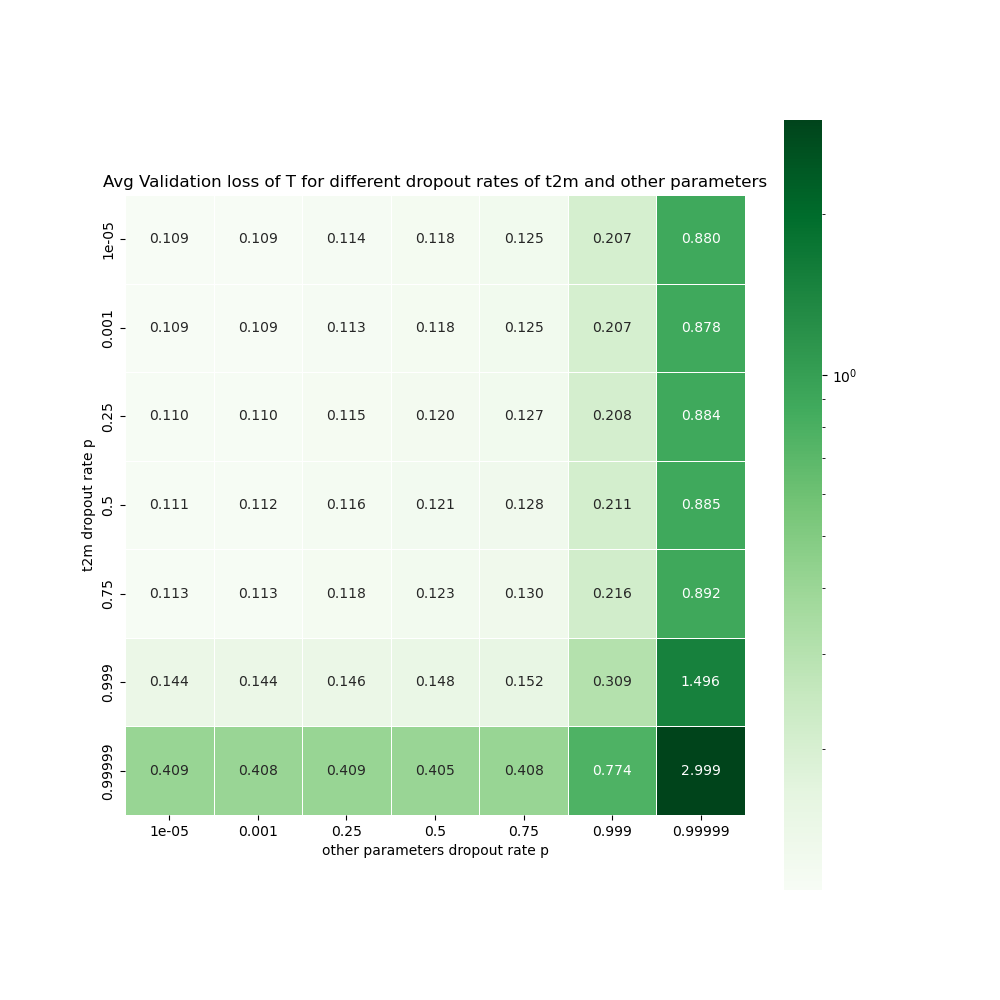 Avg Validation loss of T for different dropout rates of t2m and other parameters
t2m dropout rate p
1e-05 0.109 0.109 0.114 0.118 0.125 0.207 0.880
0.001 0.109 0.109 0.113 0.118 0.125 0.207 0.878
0.25 0.110 0.110 0.115 0.120 0.127 0.208 0.884
0.5 0.111 0.112 0.116 0.121 0.128 0.211 0.885
0.75 0.113 0.113 0.118 0.123 0.130 0.216 0.892
0.999 0.144 0.144 0.146 0.148 0.152 0.309 1.496
0.99999 0.409 0.408 0.409 0.405 0.408 0.774 2.999
1e-05 0.001 0.25 0.5 0.75 0.999 0.99999
other parameters dropout rate p
10⁰